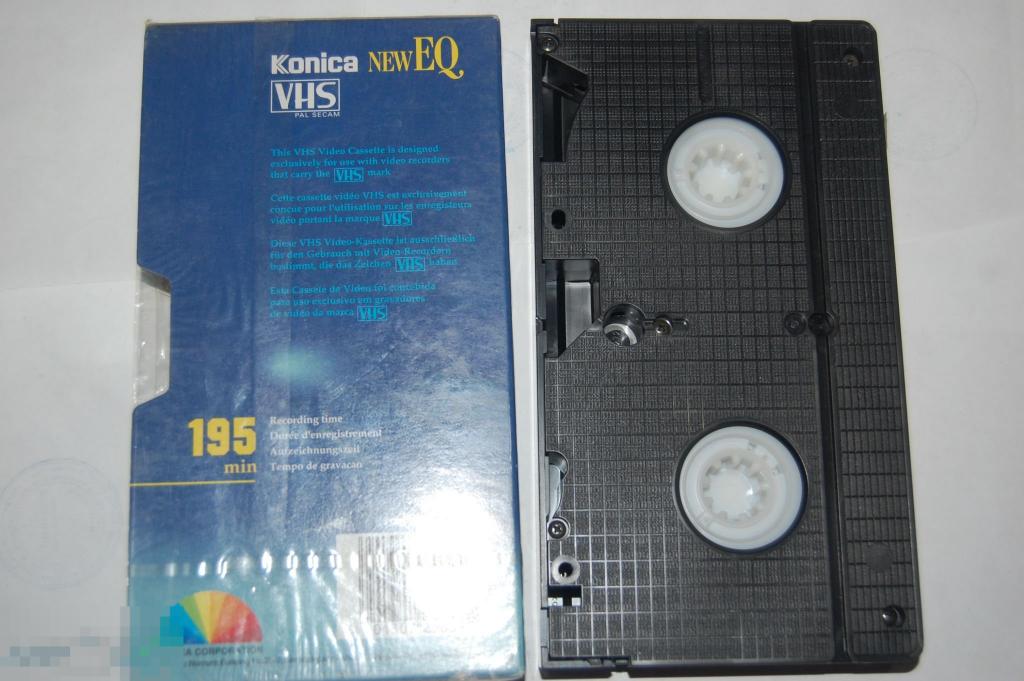 Konica NEW EQ
VHS
PAL SECAM
This VHS Video Cassette is designed
exclusively for use with video recorders
that carry the VHS mark
Cette cassette vidéo VHS est exclusivement
concue pour l'utilisation sur les enregisteurs
vidéo portant la marque VHS
Diese VHS Video-Kassette ist ausschließlich
für den Gebrauch mit Video-Recordern
bestimmt, die das Zeichen VHS haben
Esta Cassete de Video foi contebida
para uso exclusivo em gravadores
de video da marca VHS
195
min
Recording time
Durée d'enregistrement
Aufzeichnungszeit
Tempo de gravacao
CORPORATION